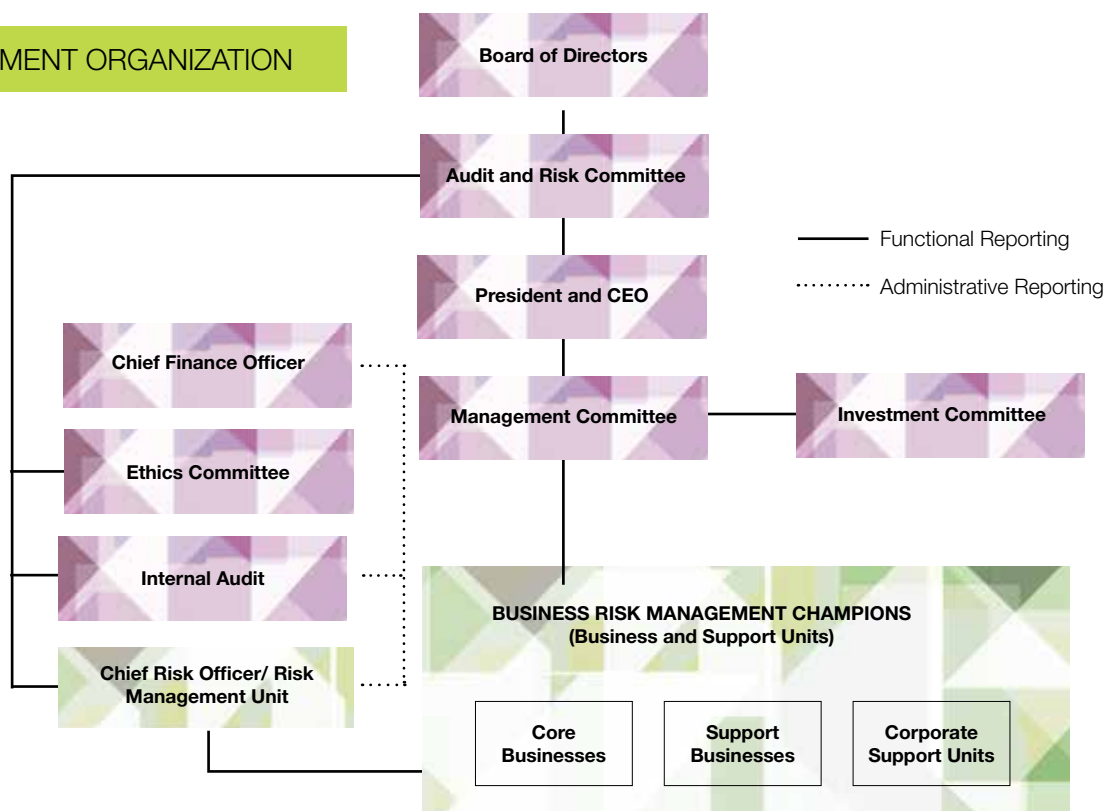 MENT ORGANIZATION
Board of Directors
Audit and Risk Committee
Functional Reporting
President and CEO
Administrative Reporting
Chief Finance Officer
Management Committee
Investment Committee
Ethics Committee
Internal Audit
BUSINESS RISK MANAGEMENT CHAMPIONS
(Business and Support Units)
Chief Risk Officer/ Risk
Management Unit
Core
Businesses
Support
Businesses
Corporate
Support Units